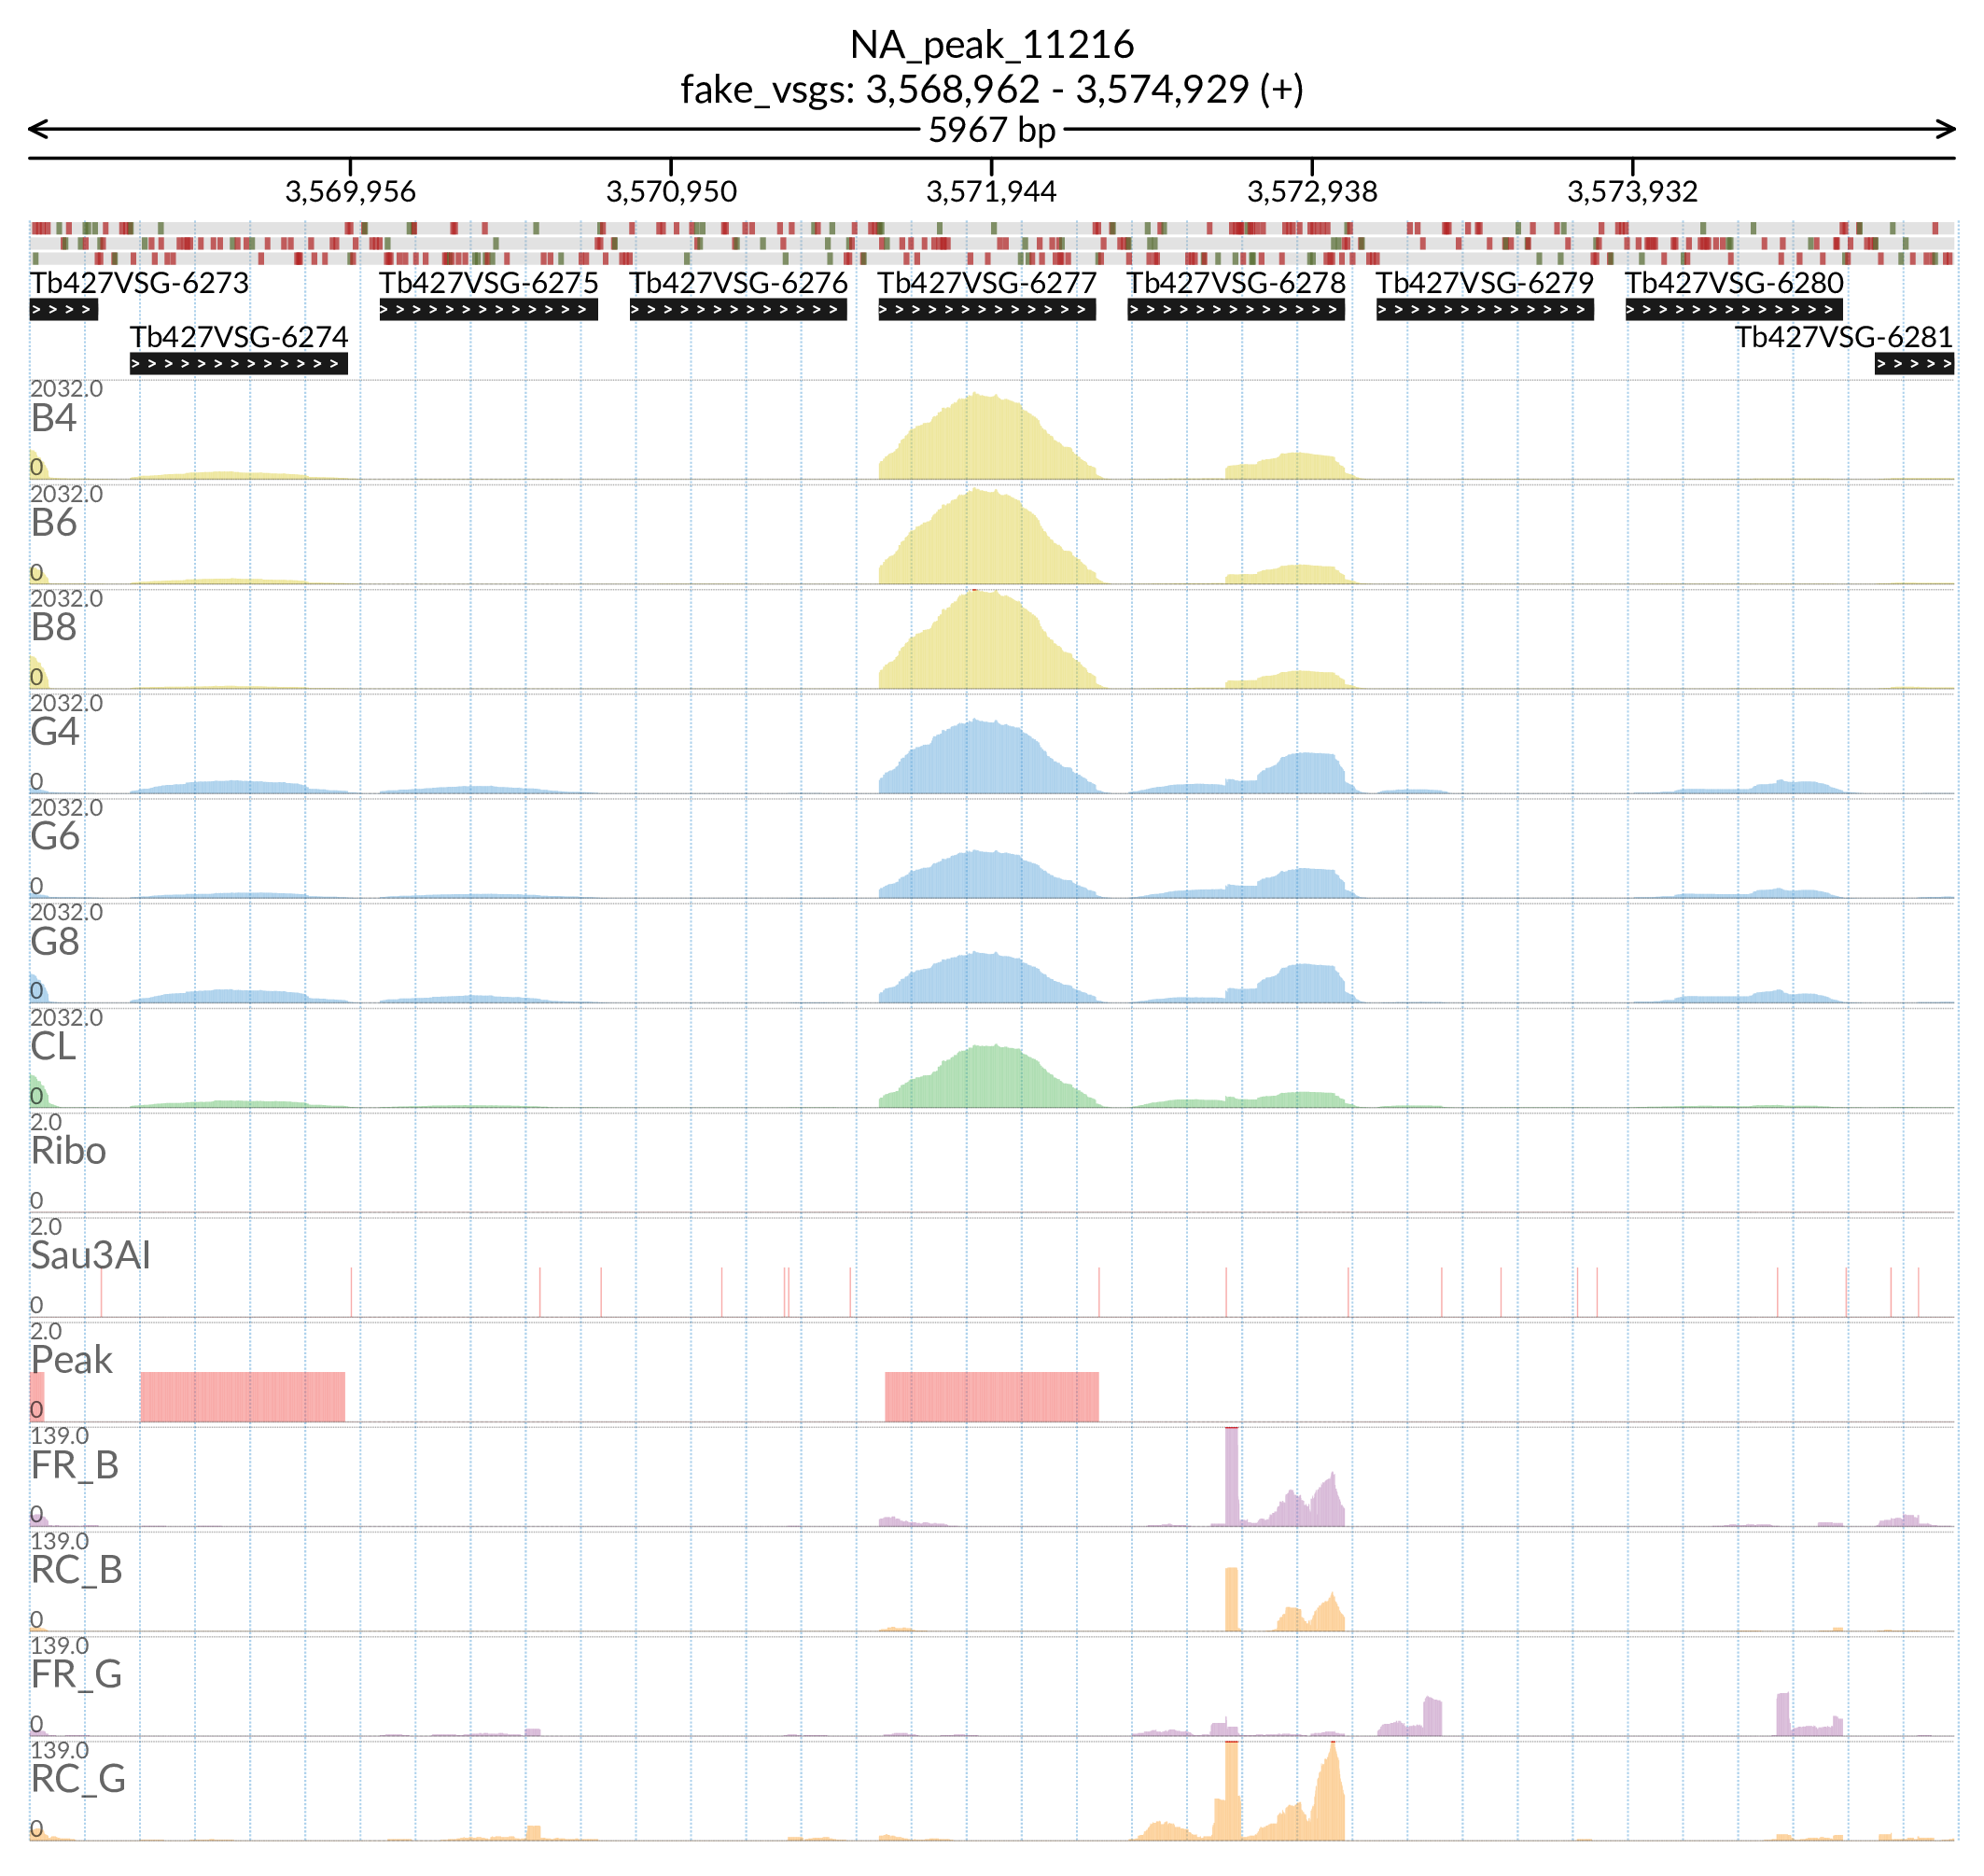 NA_peak_11216
fake_vsgs: 3,568,962 - 3,574,929 (+)
5967 bp
3,569,956 3,570,950 3,571,944 3,572,938 3,573,932
Tb427VSG-6273 Tb427VSG-6275 Tb427VSG-6276 Tb427VSG-6277 Tb427VSG-6278 Tb427VSG-6279 Tb427VSG-6280
Tb427VSG-6274 Tb427VSG-6281
2032.0
B4
0
2032.0
B6
0
2032.0
B8
0
2032.0
G4
0
2032.0
G6
0
2032.0
G8
0
2032.0
CL
0
2.0
Ribo
0
2.0
Sau3AI
0
2.0
Peak
0
139.0
FR_B
0
139.0
RC_B
0
139.0
FR_G
0
139.0
RC_G
0